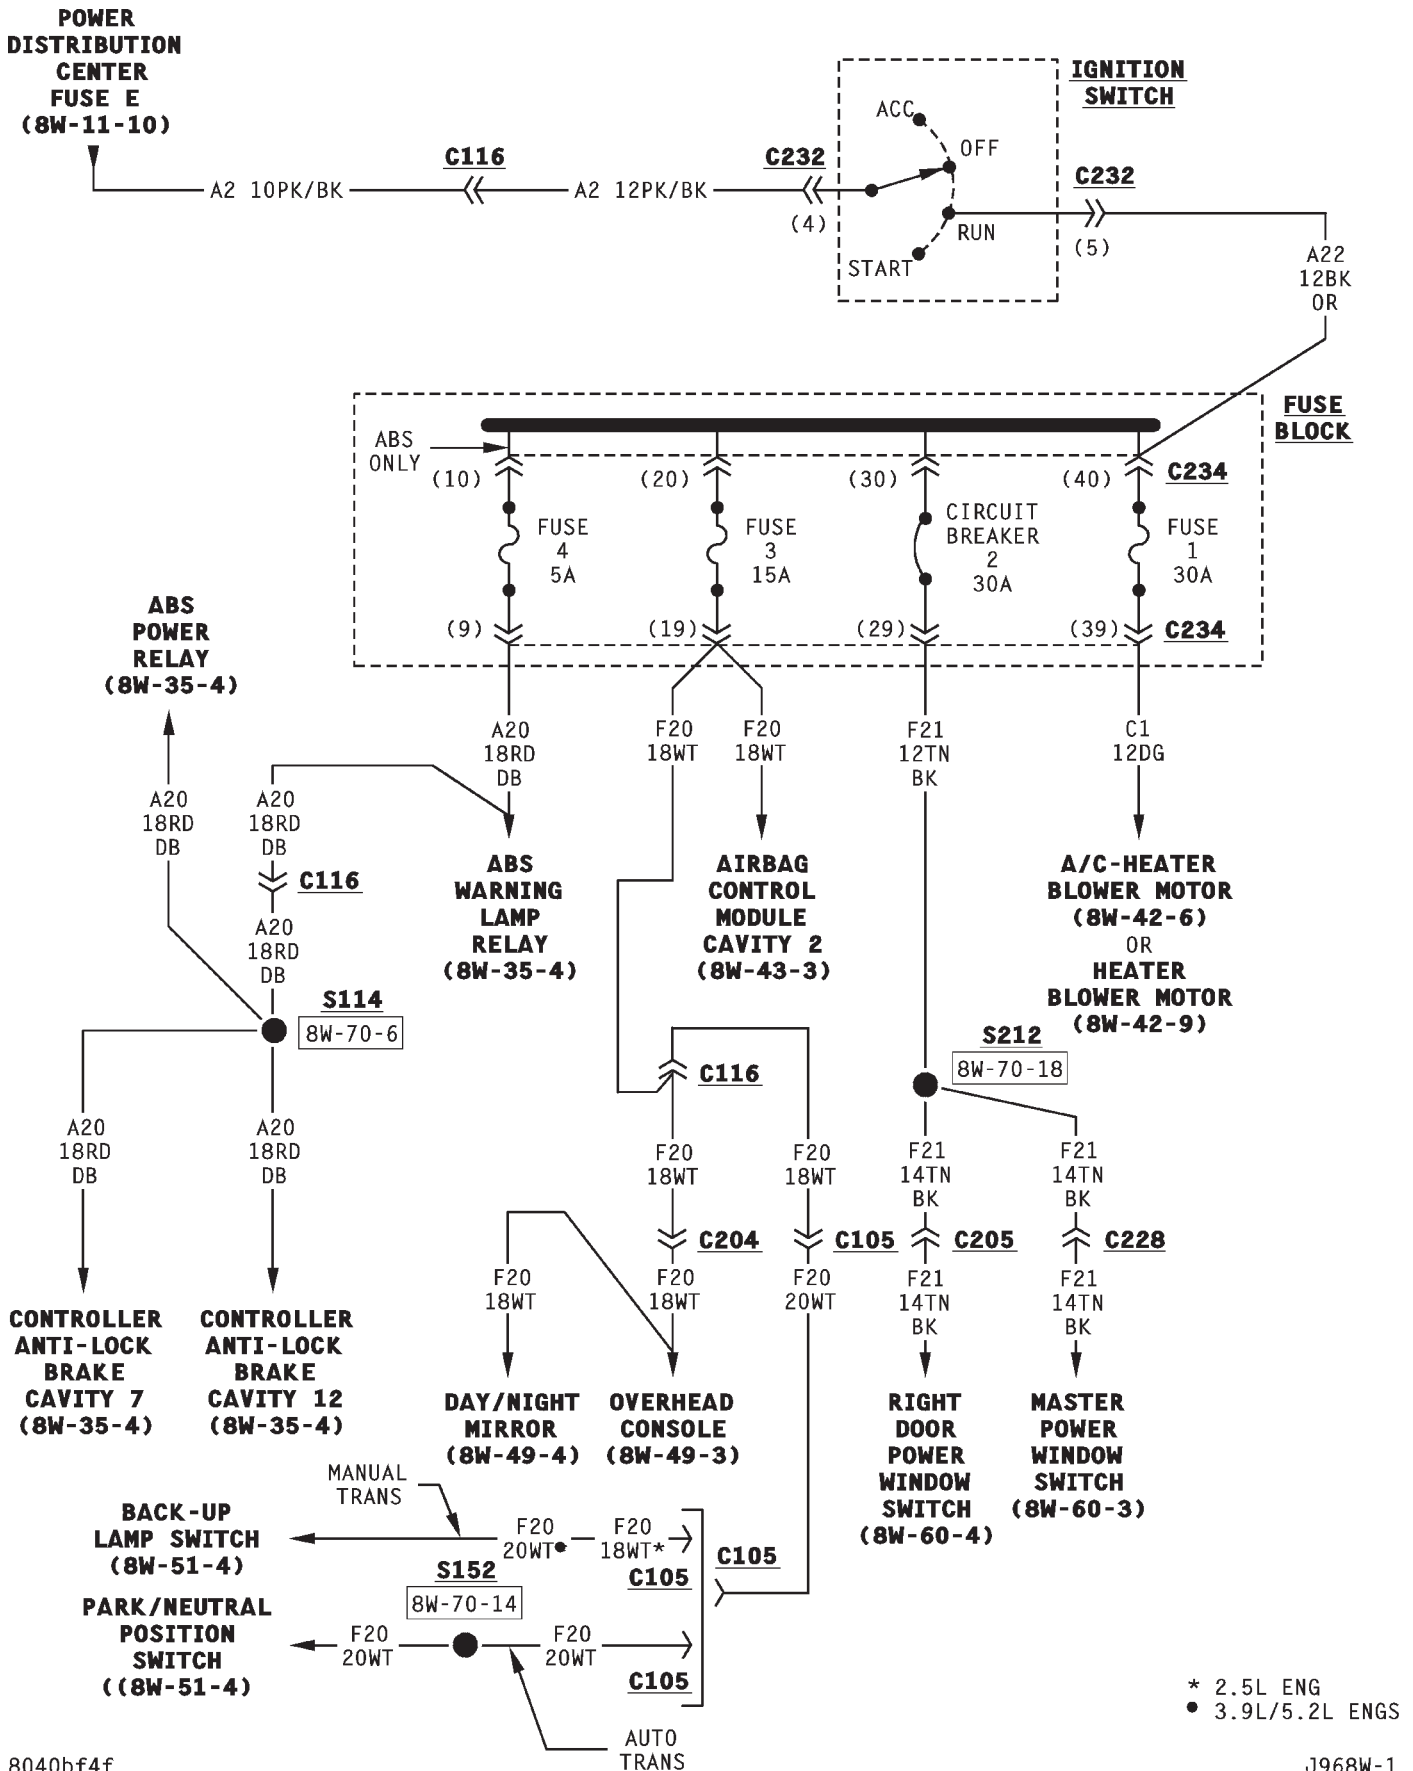 POWER
DISTRIBUTION
CENTER
FUSE E
(8W-11-10)
IGNITION
SWITCH
ACC
OFF
RUN
START
C116
C232
C232
A2 10PK/BK
A2 12PK/BK
(4)
(5)
A22
12BK
OR
FUSE
BLOCK
ABS
ONLY
(10)
(20)
(30)
(40)
C234
FUSE
4
5A
FUSE
3
15A
CIRCUIT
BREAKER
2
30A
FUSE
1
30A
(9)
(19)
(29)
(39)
C234
ABS
POWER
RELAY
(8W-35-4)
A20
18RD
DB
F20
18WT
F20
18WT
F21
12TN
BK
C1
12DG
A20
18RD
DB
A20
18RD
DB
C116
A20
18RD
DB
ABS
WARNING
LAMP
RELAY
(8W-35-4)
AIRBAG
CONTROL
MODULE
CAVITY 2
(8W-43-3)
A/C-HEATER
BLOWER MOTOR
(8W-42-6)
OR
HEATER
BLOWER MOTOR
(8W-42-9)
S114
8W-70-6
S212
8W-70-18
C116
A20
18RD
DB
A20
18RD
DB
F20
18WT
F20
18WT
F21
14TN
BK
F21
14TN
BK
C204
C105
C205
C228
F20
18WT
F20
18WT
F20
20WT
F21
14TN
BK
F21
14TN
BK
CONTROLLER
ANTI-LOCK
BRAKE
CAVITY 7
(8W-35-4)
CONTROLLER
ANTI-LOCK
BRAKE
CAVITY 12
(8W-35-4)
DAY/NIGHT
MIRROR
(8W-49-4)
OVERHEAD
CONSOLE
(8W-49-3)
RIGHT
DOOR
POWER
WINDOW
SWITCH
(8W-60-4)
MASTER
POWER
WINDOW
SWITCH
(8W-60-3)
MANUAL
TRANS
BACK-UP
LAMP SWITCH
(8W-51-4)
F20
20WT●
F20
18WT*
C105
C105
S152
8W-70-14
PARK/NEUTRAL
POSITION
SWITCH
((8W-51-4)
F20
20WT
F20
20WT
C105
AUTO
TRANS
* 2.5L ENG
● 3.9L/5.2L ENGS
8040bf4f
J968W-1